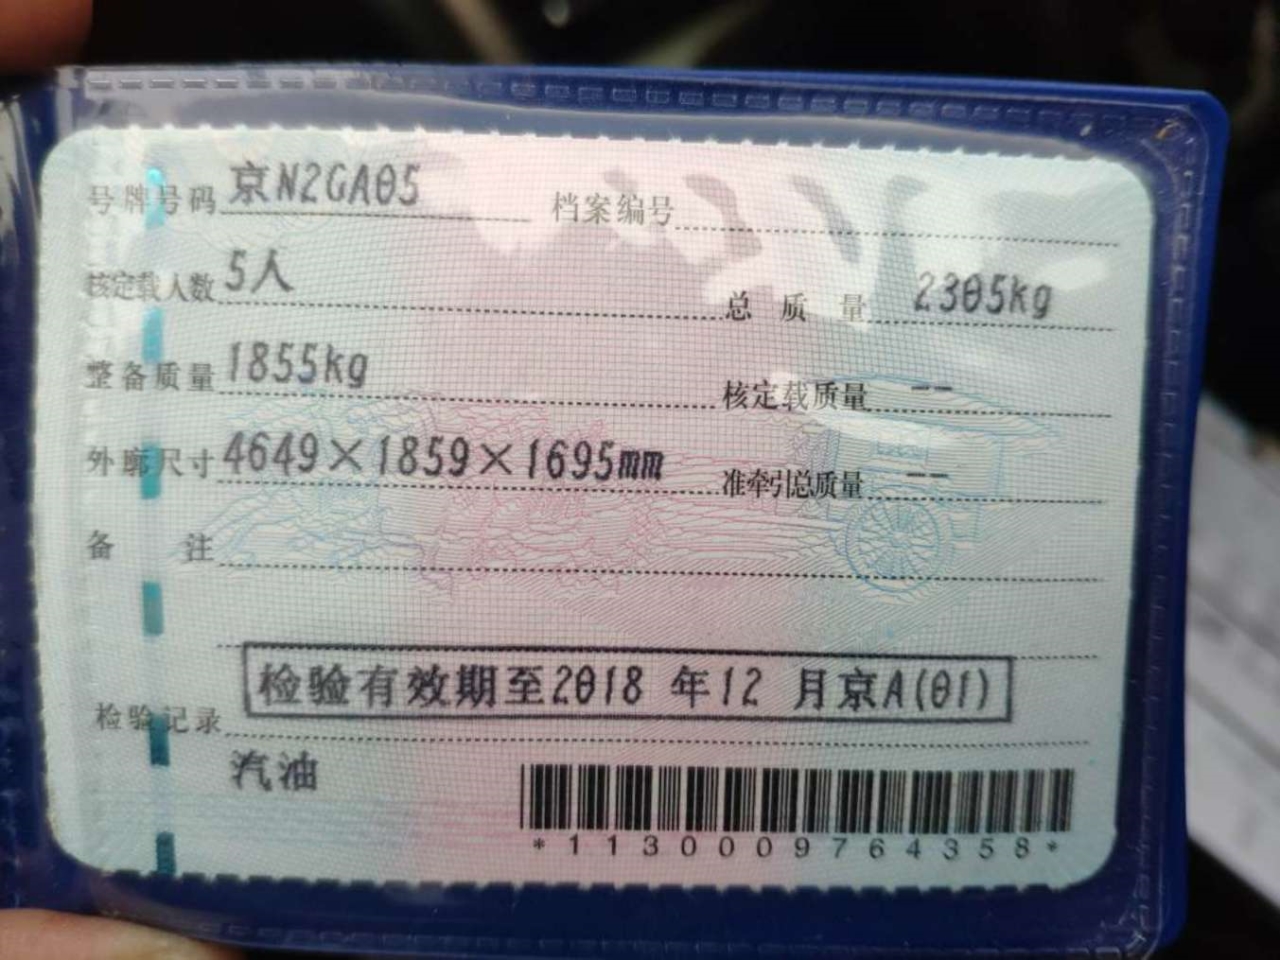 号牌号码 京N2GA05 档案编号
核定载人数 5人 总质量 2305kg
整备质量 1855kg 核定载质量 --
外廓尺寸 4649×1859×1695mm 准牵引总质量 --
备注
检验记录 检验有效期至2018 年12 月京A(01)
汽油
*1130009764358*